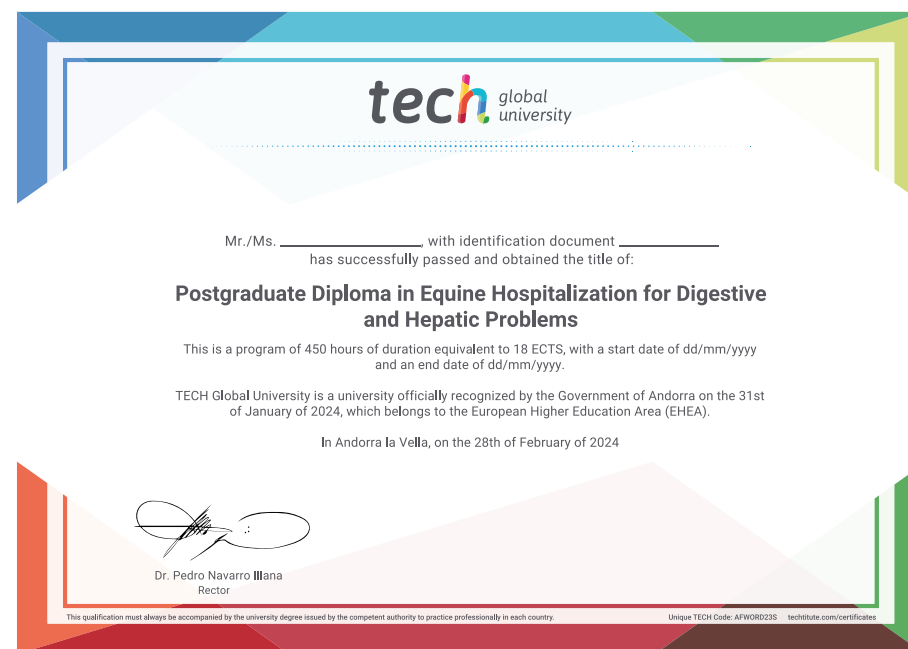 tech global university
Mr./Ms. ____________, with identification document ____________
has successfully passed and obtained the title of:
Postgraduate Diploma in Equine Hospitalization for Digestive
and Hepatic Problems
This is a program of 450 hours of duration equivalent to 18 ECTS, with a start date of dd/mm/yyyy
and an end date of dd/mm/yyyy.
TECH Global University is a university officially recognized by the Government of Andorra on the 31st
of January of 2024, which belongs to the European Higher Education Area (EHEA).
In Andorra la Vella, on the 28th of February of 2024
Dr. Pedro Navarro Illana
Rector
This qualification must always be accompanied by the university degree issued by the competent authority to practice professionally in each country.
Unique TECH Code: AFWORD23S techtitute.com/certificates